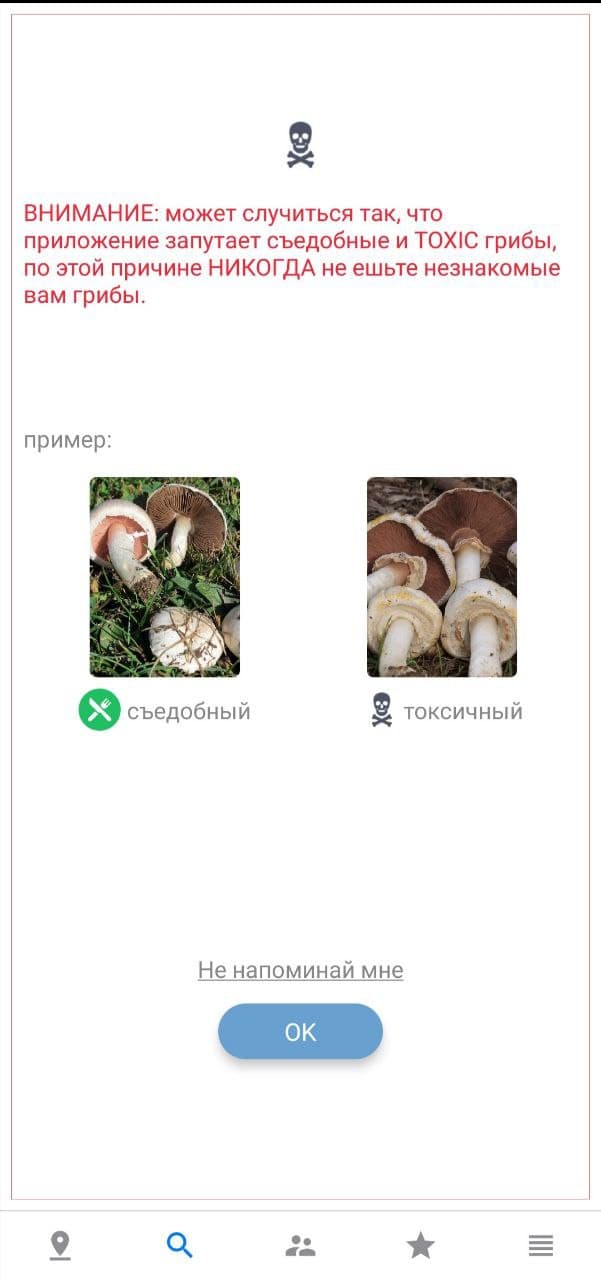 ВНИМАНИЕ: может случиться так, что
приложение запутает съедобные и TOXIC грибы,
по этой причине НИКОГДА не ешьте незнакомые
вам грибы.
пример:
съедобный
токсичный
Не напоминай мне
OK